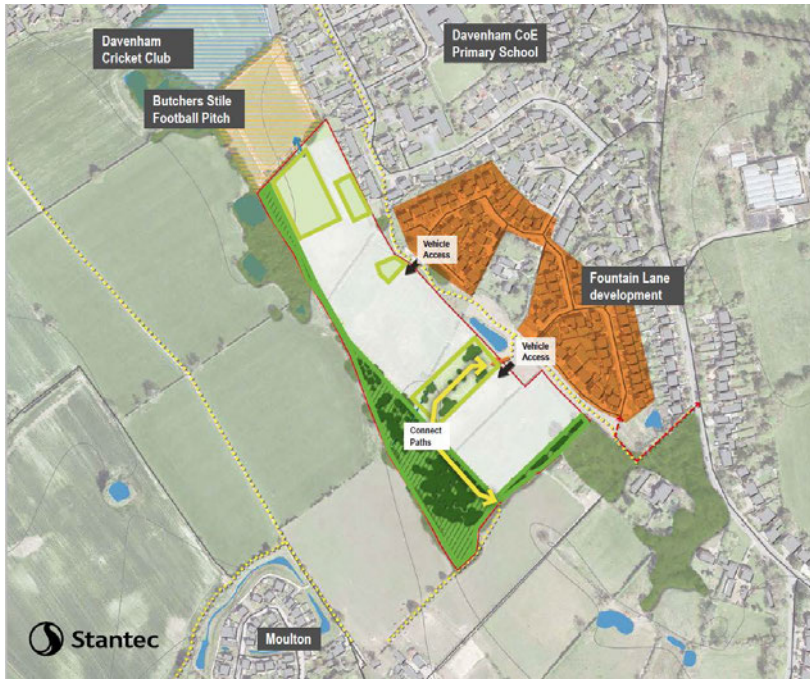 Davenham
Cricket Club
Davenham CoE
Primary School
Butchers Stile
Football Pitch
Vehicle
Access
Fountain Lane
development
Vehicle
Access
Connect
Paths
Moulton
Stantec